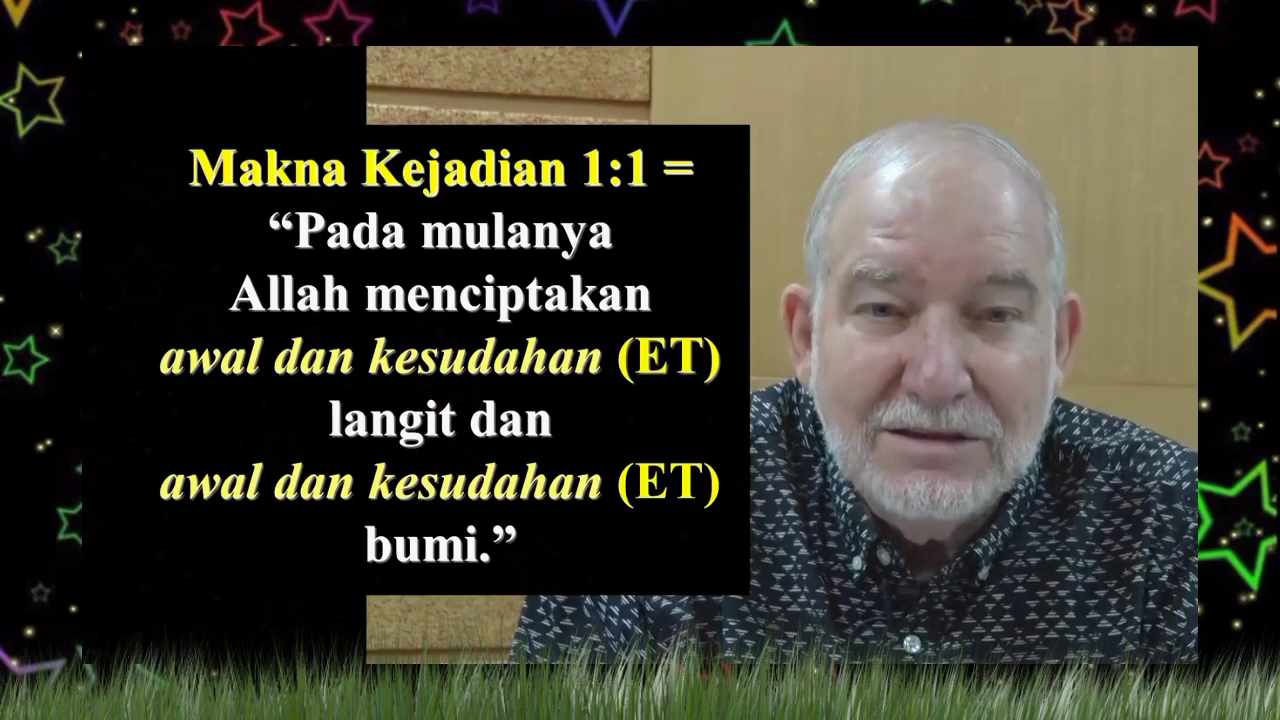 Makna Kejadian 1:1 =
“Pada mulanya
Allah menciptakan
awal dan kesudahan (ET)
langit dan
awal dan kesudahan (ET)
bumi.”